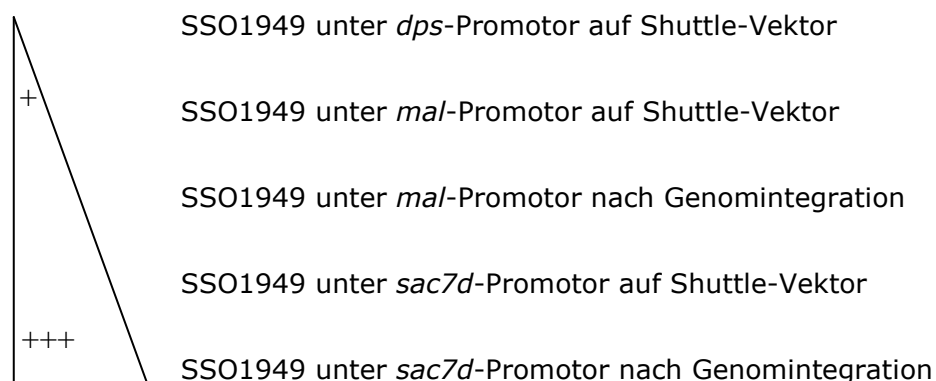 SSO1949 unter dps-Promotor auf Shuttle-Vektor
+
SSO1949 unter mal-Promotor auf Shuttle-Vektor
SSO1949 unter mal-Promotor nach Genomintegration
SSO1949 unter sac7d-Promotor auf Shuttle-Vektor
+++
SSO1949 unter sac7d-Promotor nach Genomintegration